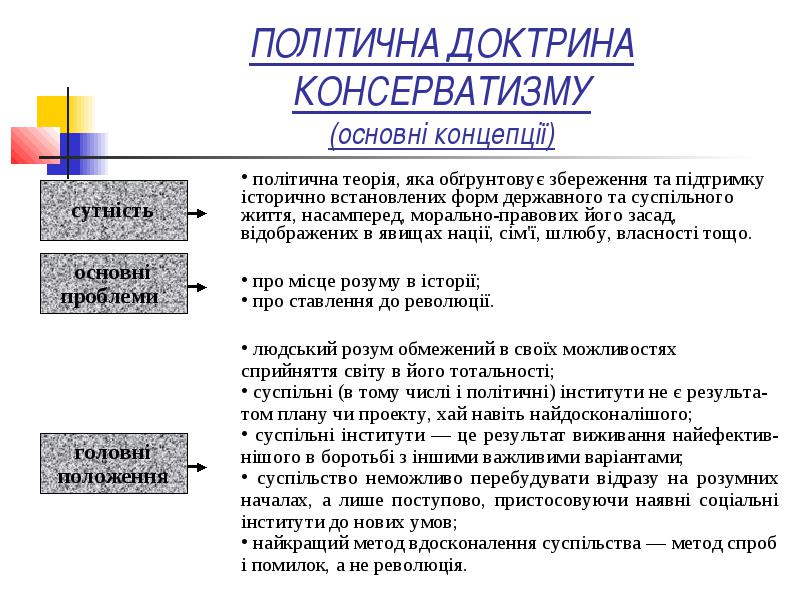 ПОЛІТИЧНА ДОКТРИНА
КОНСЕРВАТИЗМУ
(основні концепції)
сутність
• політична теорія, яка обґрунтовує збереження та підтримку
історично встановлених форм державного та суспільного
життя, насамперед, морально-правових його засад,
відображених в явищах нації, сім'ї, шлюбу, власності тощо.
основні
проблеми
• про місце розуму в історії;
• про ставлення до революції.
головні
положення
• людський розум обмежений в своїх можливостях
сприйняття світу в його тотальності;
• суспільні (в тому числі і політичні) інститути не є результа-
том плану чи проекту, хай навіть найдосконалішого;
• суспільні інститути — це результат виживання найефектив-
нішого в боротьбі з іншими важливими варіантами;
• суспільство неможливо перебудувати відразу на розумних
началах, а лише поступово, пристосовуючи наявні соціальні
інститути до нових умов;
• найкращий метод вдосконалення суспільства — метод спроб
і помилок, а не революція.